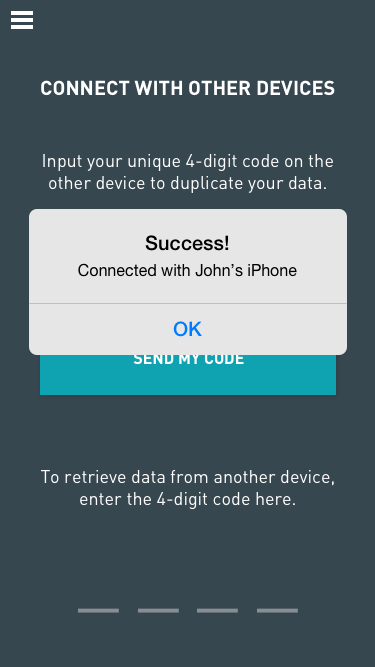 CONNECT WITH OTHER DEVICES
Input your unique 4-digit code on the
other device to duplicate your data.
Success!
Connected with John’s iPhone
OK
SEND MY CODE
To retrieve data from another device,
enter the 4-digit code here.